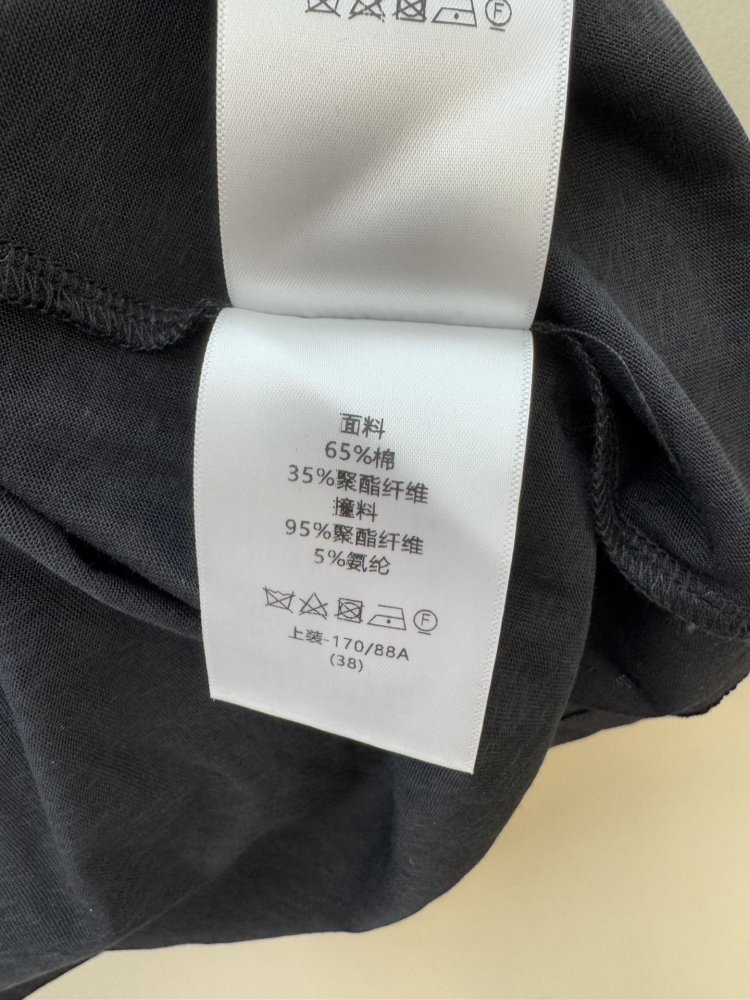 F
面料
65%棉
35%聚酯纤维
撞料
95%聚酯纤维
5%氨纶
F
上装-170/88A
(38)